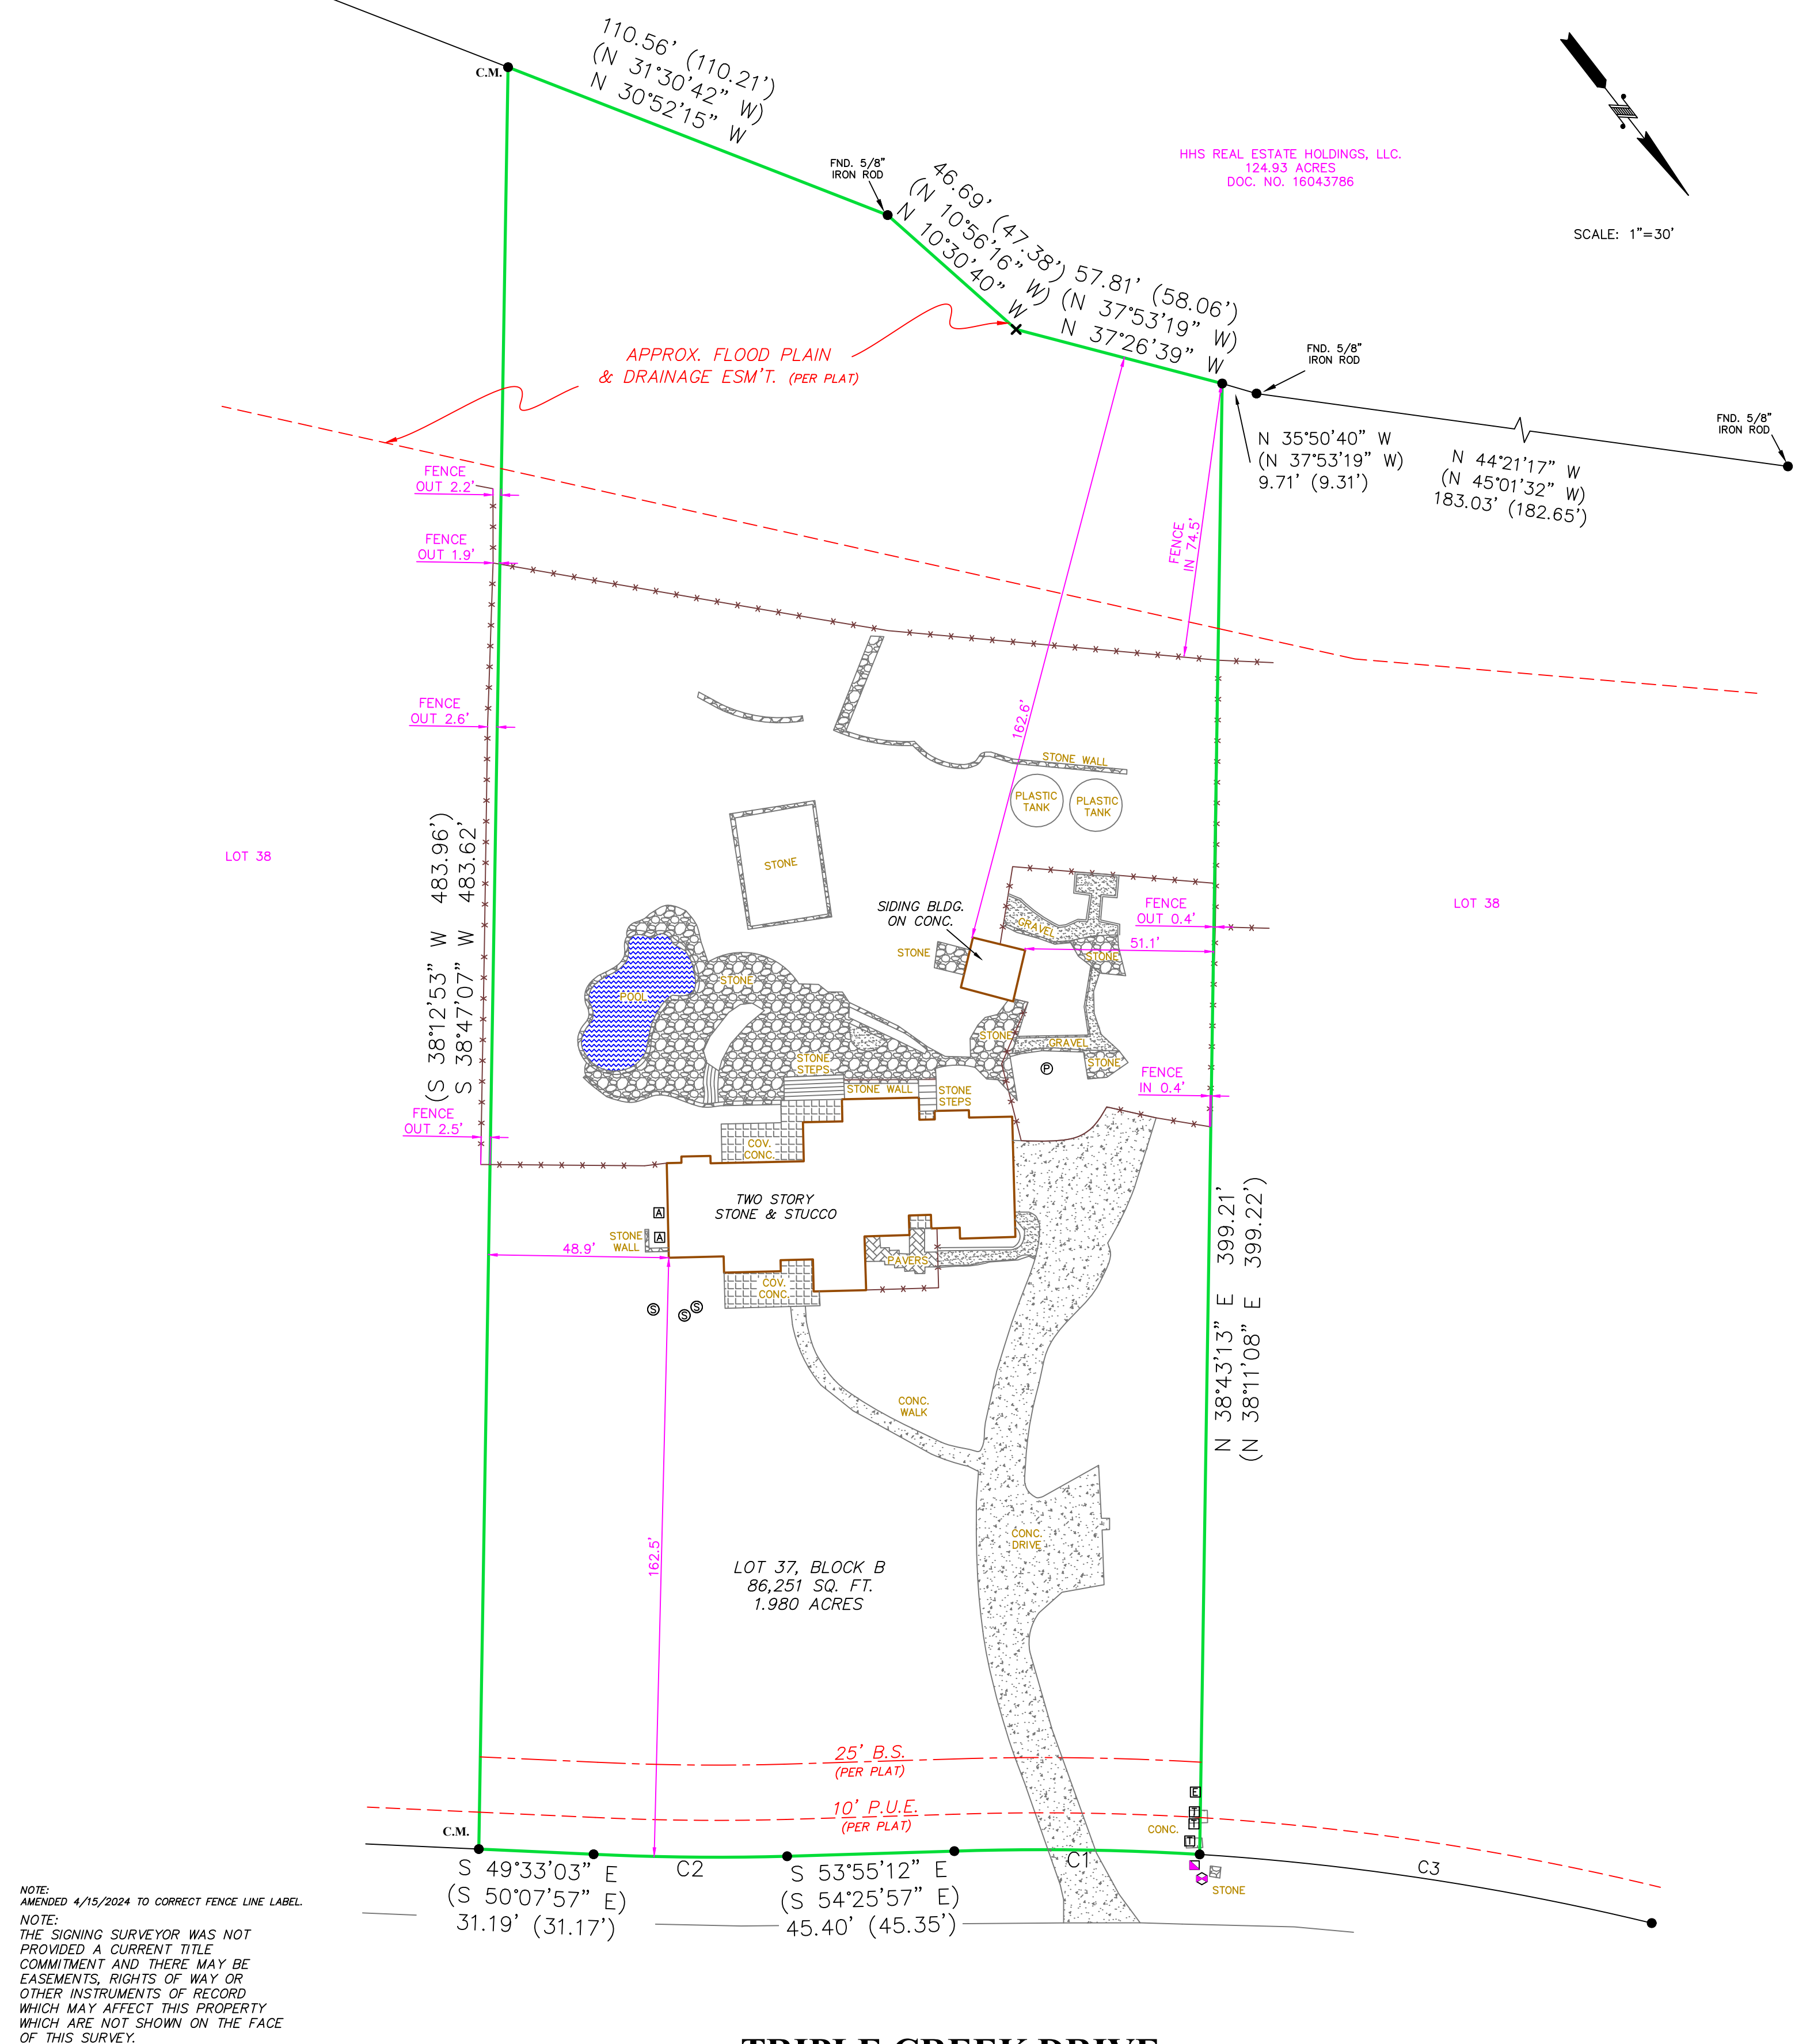 110.56' (110.21')
(N 31°30'42" W)
N 30°52'15" W
C.M.
FND. 5/8"
IRON ROD
46.69' (47.38')
(N 10°56'16" W)
N 10°30'40" W
57.81' (58.06')
(N 37°53'19" W)
N 37°26'39" W
HHS REAL ESTATE HOLDINGS, LLC.
124.93 ACRES
DOC. NO. 16043786
SCALE: 1"=30'
APPROX. FLOOD PLAIN
& DRAINAGE ESM'T. (PER PLAT)
FND. 5/8"
IRON ROD
FND. 5/8"
IRON ROD
N 35°50'40" W
(N 37°53'19" W)
9.71' (9.31')
N 44°21'17" W
(N 45°01'32" W)
183.03' (182.65')
FENCE
OUT 2.2'
FENCE
OUT 1.9'
FENCE
IN 74.5'
FENCE
OUT 2.6'
162.6'
STONE WALL
PLASTIC
TANK
PLASTIC
TANK
LOT 38
STONE
(S 38°12'53" W 483.96')
S 38°47'07" W 483.62'
SIDING BLDG.
ON CONC.
GRAVEL
FENCE
OUT 0.4'
LOT 38
51.1'
STONE
STONE
STONE
POOL
STONE
GRAVEL
STONE
STONE
STEPS
P
STONE WALL
STONE
STEPS
FENCE
IN 0.4'
FENCE
OUT 2.5'
COV.
CONC.
TWO STORY
STONE & STUCCO
A
A
STONE
WALL
48.9'
PAVERS
COV.
CONC.
S
S
S
N 38°43'13" E 399.21'
(N 38°11'08" E 399.22')
CONC.
WALK
CONC.
DRIVE
162.5'
LOT 37, BLOCK B
86,251 SQ. FT.
1.980 ACRES
25' B.S.
(PER PLAT)
10' P.U.E.
(PER PLAT)
E
T
T
T
CONC.
C.M.
S 49°33'03" E
(S 50°07'57" E)
31.19' (31.17')
C2
S 53°55'12" E
(S 54°25'57" E)
45.40' (45.35')
C1
C3
STONE
NOTE:
AMENDED 4/15/2024 TO CORRECT FENCE LINE LABEL.
NOTE:
THE SIGNING SURVEYOR WAS NOT
PROVIDED A CURRENT TITLE
COMMITMENT AND THERE MAY BE
EASEMENTS, RIGHTS OF WAY OR
OTHER INSTRUMENTS OF RECORD
WHICH MAY AFFECT THIS PROPERTY
WHICH ARE NOT SHOWN ON THE FACE
OF THIS SURVEY.
TRIPLE CREEK DRIVE